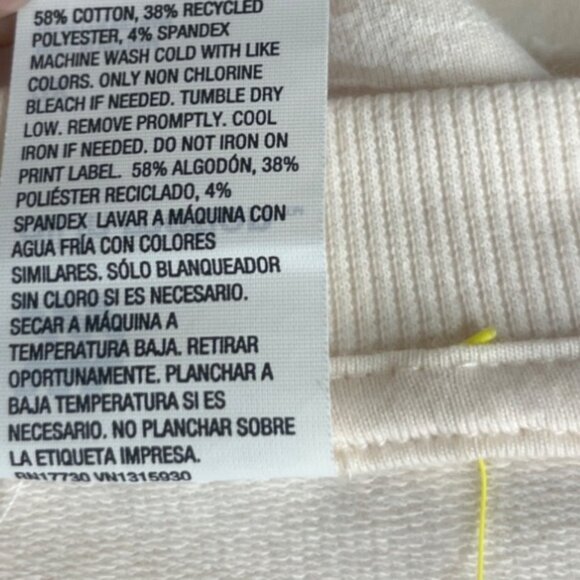 58% COTTON, 38% RECYCLED
POLYESTER, 4% SPANDEX
MACHINE WASH COLD WITH LIKE
COLORS. ONLY NON CHLORINE
BLEACH IF NEEDED. TUMBLE DRY
LOW. REMOVE PROMPTLY. COOL
IRON IF NEEDED. DO NOT IRON ON
PRINT LABEL. 58% ALGODÓN, 38%
POLIÉSTER RECICLADO, 4%
SPANDEX LAVAR A MÁQUINA CON
AGUA FRÍA CON COLORES
SIMILARES. SÓLO BLANQUEADOR
SIN CLORO SI ES NECESARIO.
SECAR A MÁQUINA A
TEMPERATURA BAJA. RETIRAR
OPORTUNAMENTE. PLANCHAR A
BAJA TEMPERATURA SI ES
NECESARIO. NO PLANCHAR SOBRE
LA ETIQUETA IMPRESA.
RN17730 VN1315930